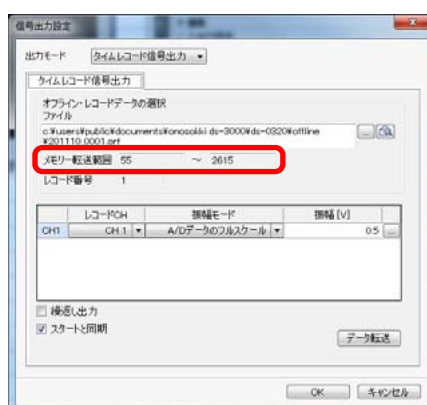 信号出力設定
出力モード タイムレコード信号出力
タイムレコード信号出力
オフライン・レコードデータの選択
ファイル
c:¥users¥public¥documents¥onosokki ds-3000¥ds-0320¥offline
¥201110_0001.orf
メモリー転送範囲 55 ～ 2615
レコード番号 1
レコードCH 振幅モード 振幅 [V]
CH1 CH 1 A/Dデータのフルスケール 0.5 ...
繰返し出力
スタートと同期
データ転送
OK キャンセル